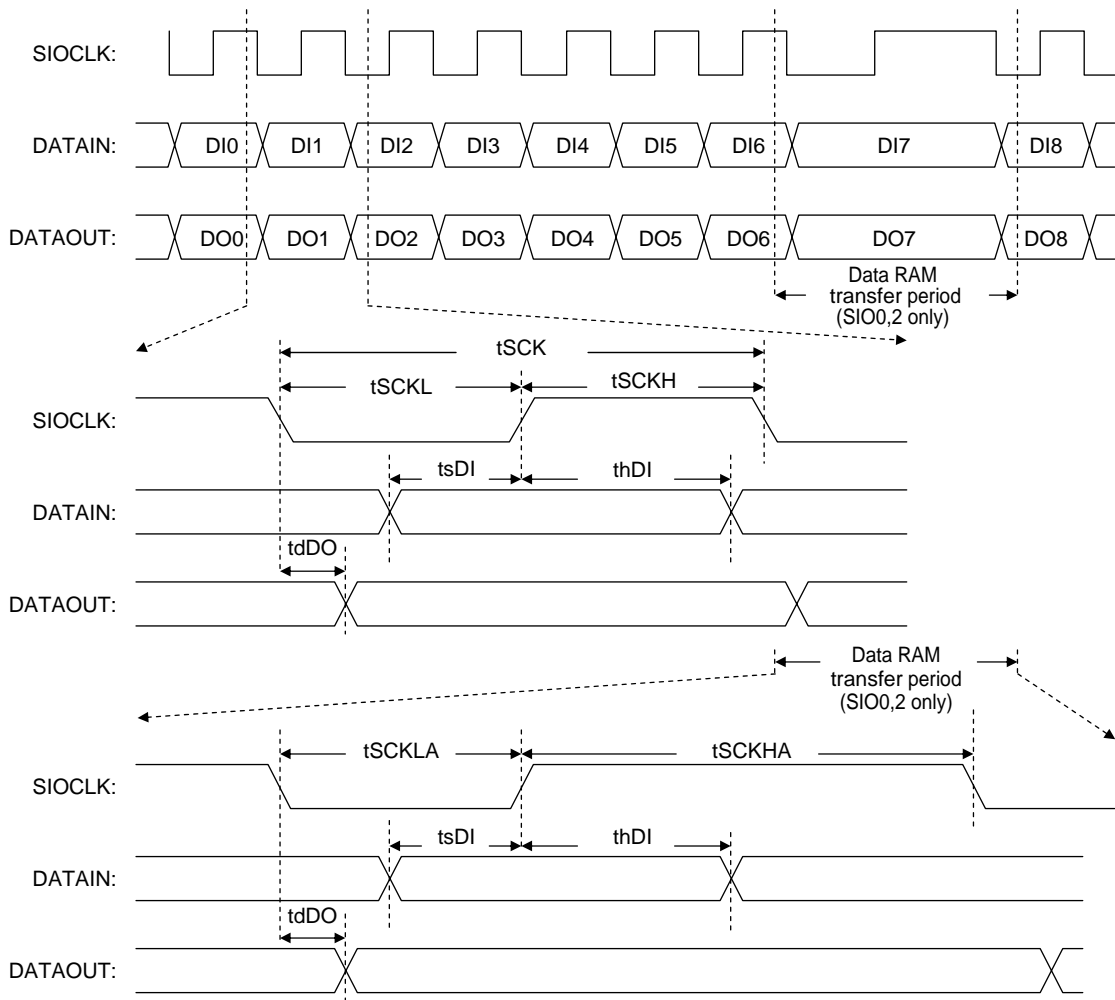 SIOCLK:
DATAIN: DI0 DI1 DI2 DI3 DI4 DI5 DI6 DI7 DI8
DATAOUT: DO0 DO1 DO2 DO3 DO4 DO5 DO6 DO7 DO8
Data RAM
transfer period
(SIO0,2 only)
tSCK
tSCKL tSCKH
SIOCLK:
tsDI thDI
DATAIN:
tdDO
DATAOUT:
Data RAM
transfer period
(SIO0,2 only)
tSCKLA tSCKHA
SIOCLK:
tsDI thDI
DATAIN:
tdDO
DATAOUT: